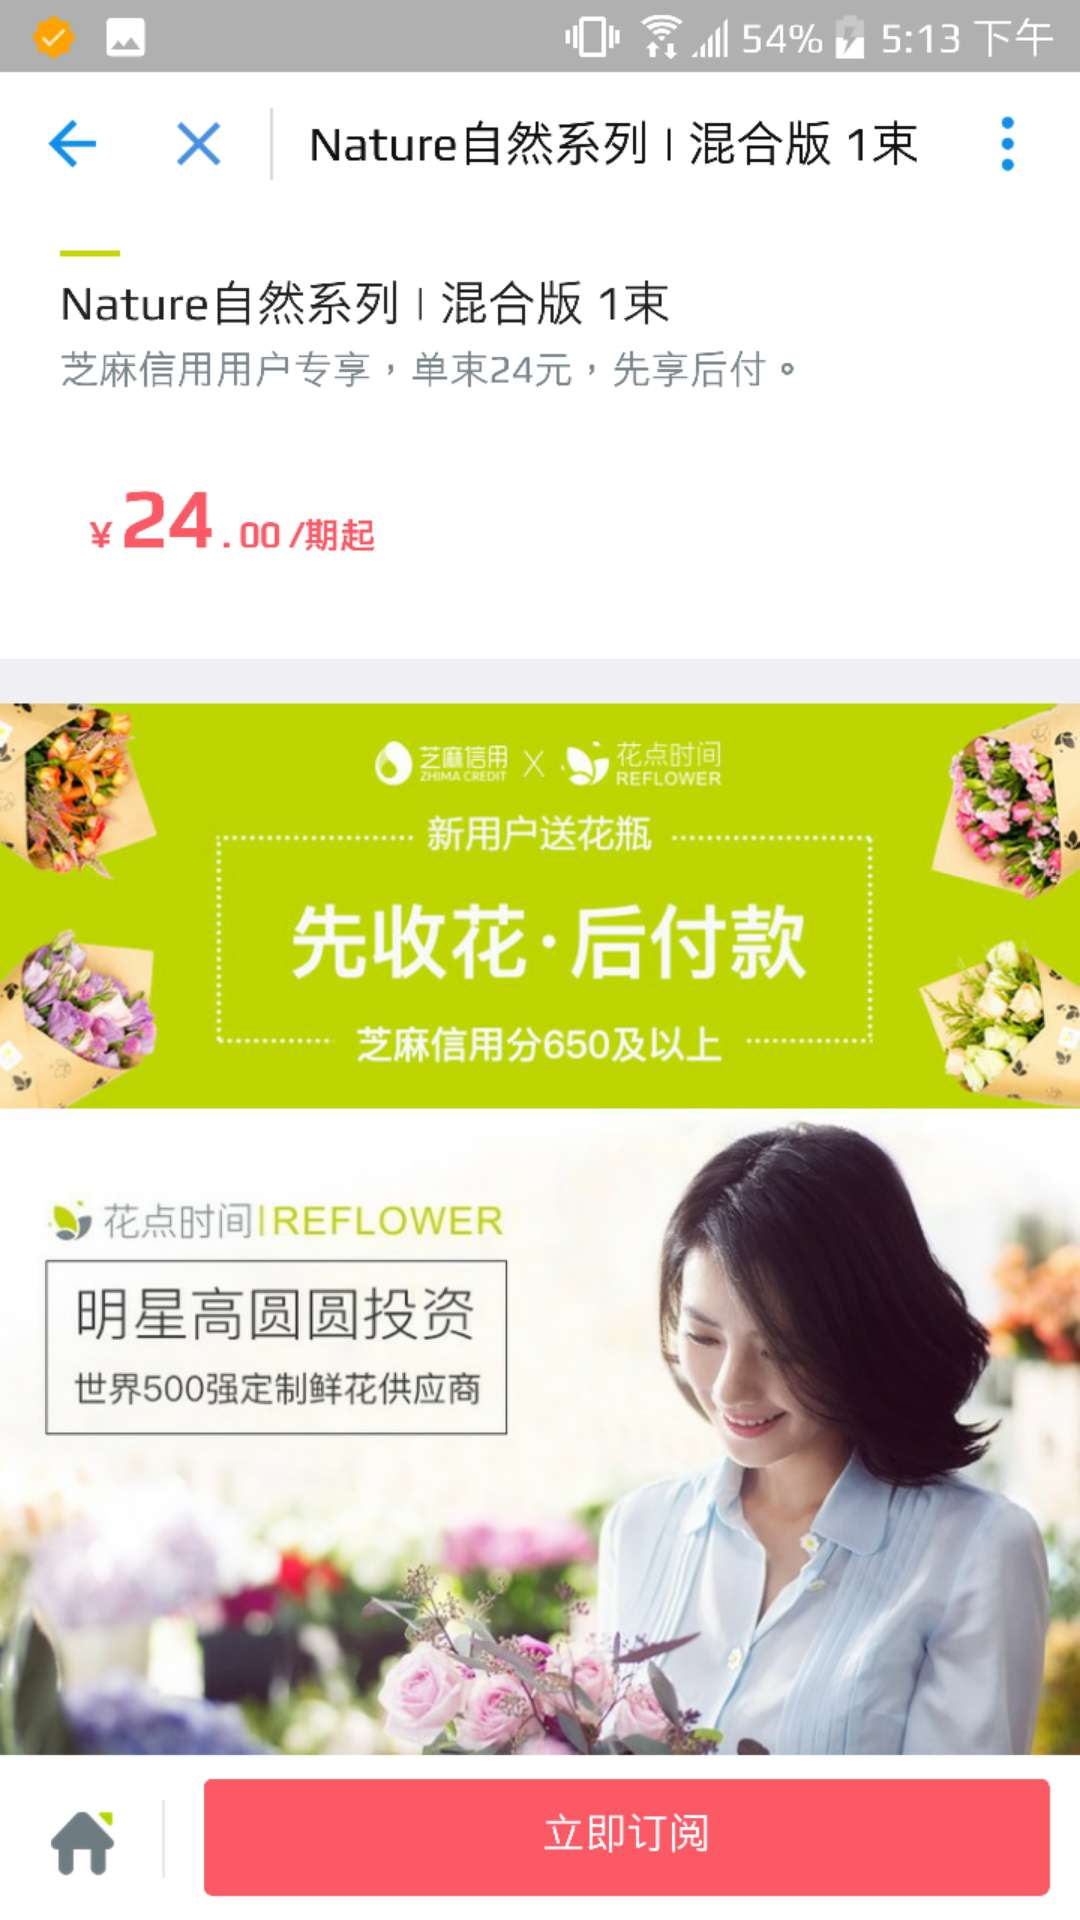 54% 5:13 下午
Nature自然系列 | 混合版 1束
Nature自然系列 | 混合版 1束
芝麻信用用户专享，单束24元，先享后付。
¥24.00/期起
芝麻信用 ZHIMA CREDIT X 花点时间 REFLOWER
新用户送花瓶
先收花·后付款
芝麻信用分650及以上
花点时间|REFLOWER
明星高圆圆投资
世界500强定制鲜花供应商
立即订阅